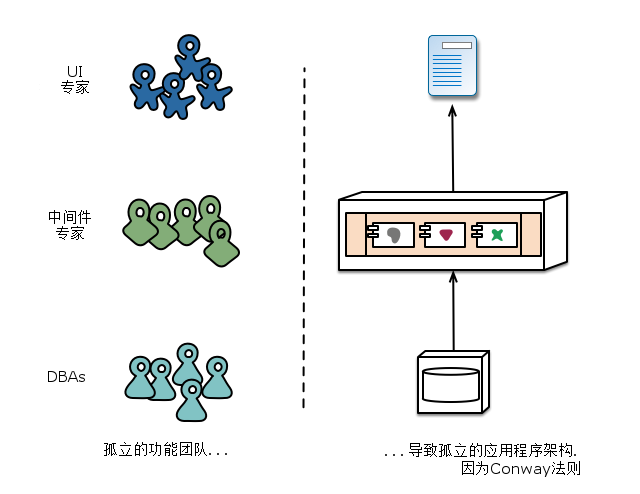 UI
专家
中间件
专家
DBAs
孤立的功能团队...
...导致孤立的应用程序架构.
因为Conway法则